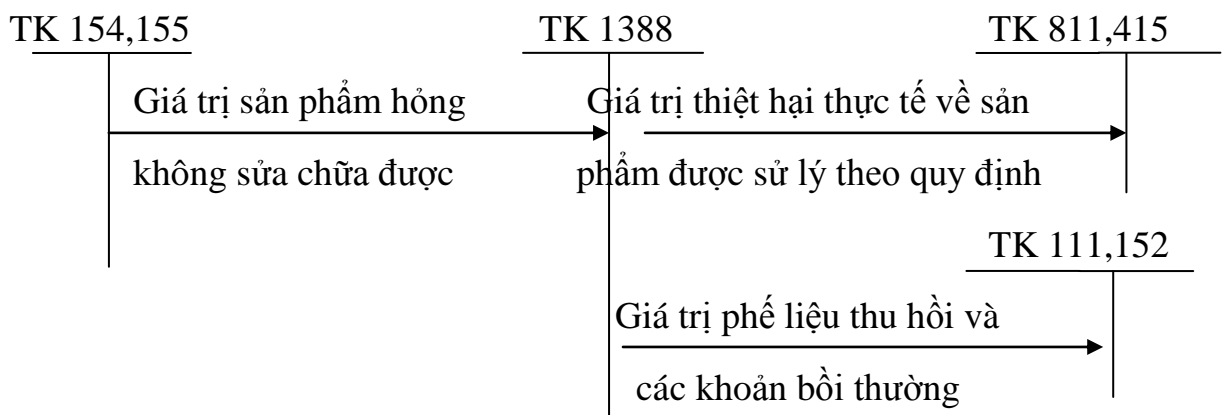 TK 154,155 TK 1388 TK 811,415
Giá trị sản phẩm hỏng Giá trị thiệt hại thực tế về sản
không sửa chữa được phẩm được sử lý theo quy định
TK 111,152
Giá trị phế liệu thu hồi và
các khoản bồi thường